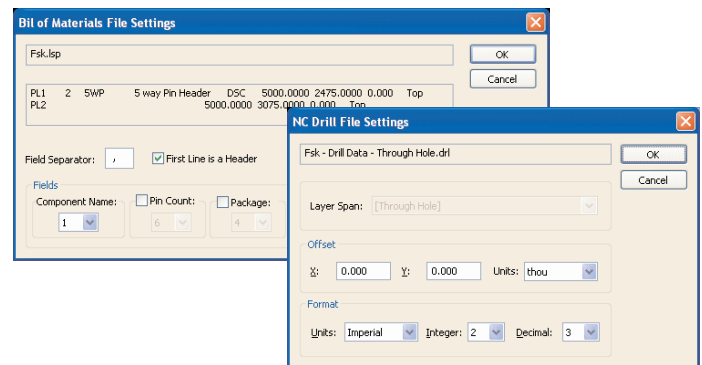 Bil of Materials File Settings
Fsk.lsp
OK
Cancel
PL1 2 5WP 5 way Pin Header DSC 5000.0000 2475.0000 0.000 Top
PL2 5000.0000 3075.0000 0.000 Top
Field Separator: , First Line is a Header
Fields
Component Name: Pin Count: Package:
1 6 4
NC Drill File Settings
Fsk - Drill Data - Through Hole.drl
OK
Cancel
Layer Span: [Through Hole]
Offset
X: 0.000 Y: 0.000 Units: thou
Format
Units: Imperial Integer: 2 Decimal: 3